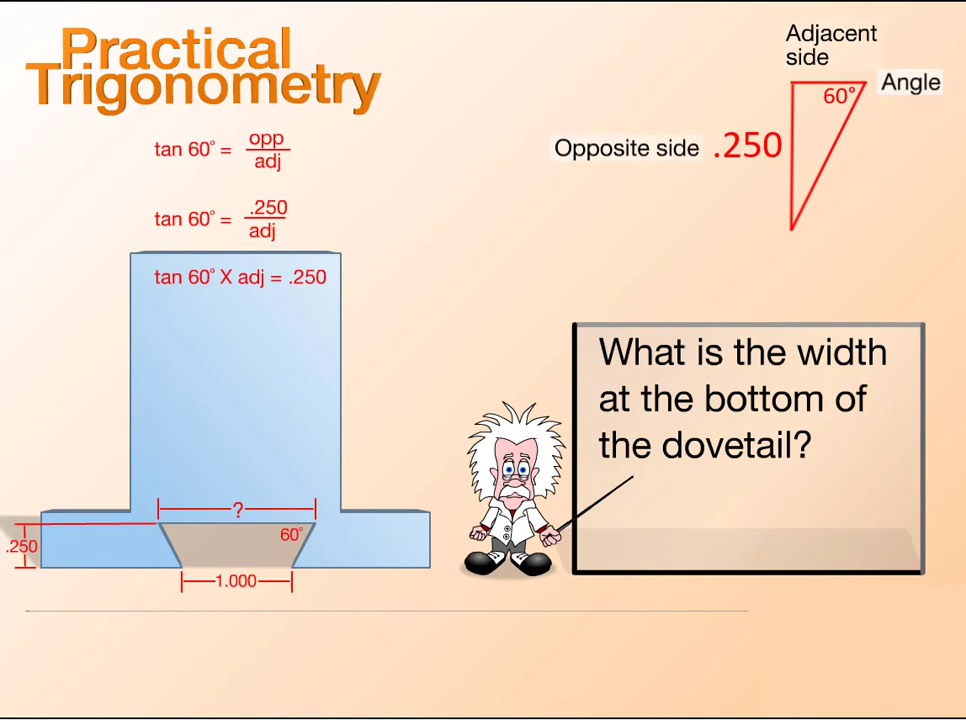 Practical
Trigonometry
Adjacent
side
Angle
60°
Opposite side .250
tan 60° = opp
adj
tan 60° = .250
adj
tan 60° X adj = .250
What is the width
at the bottom of
the dovetail?
?
60°
.250
1.000